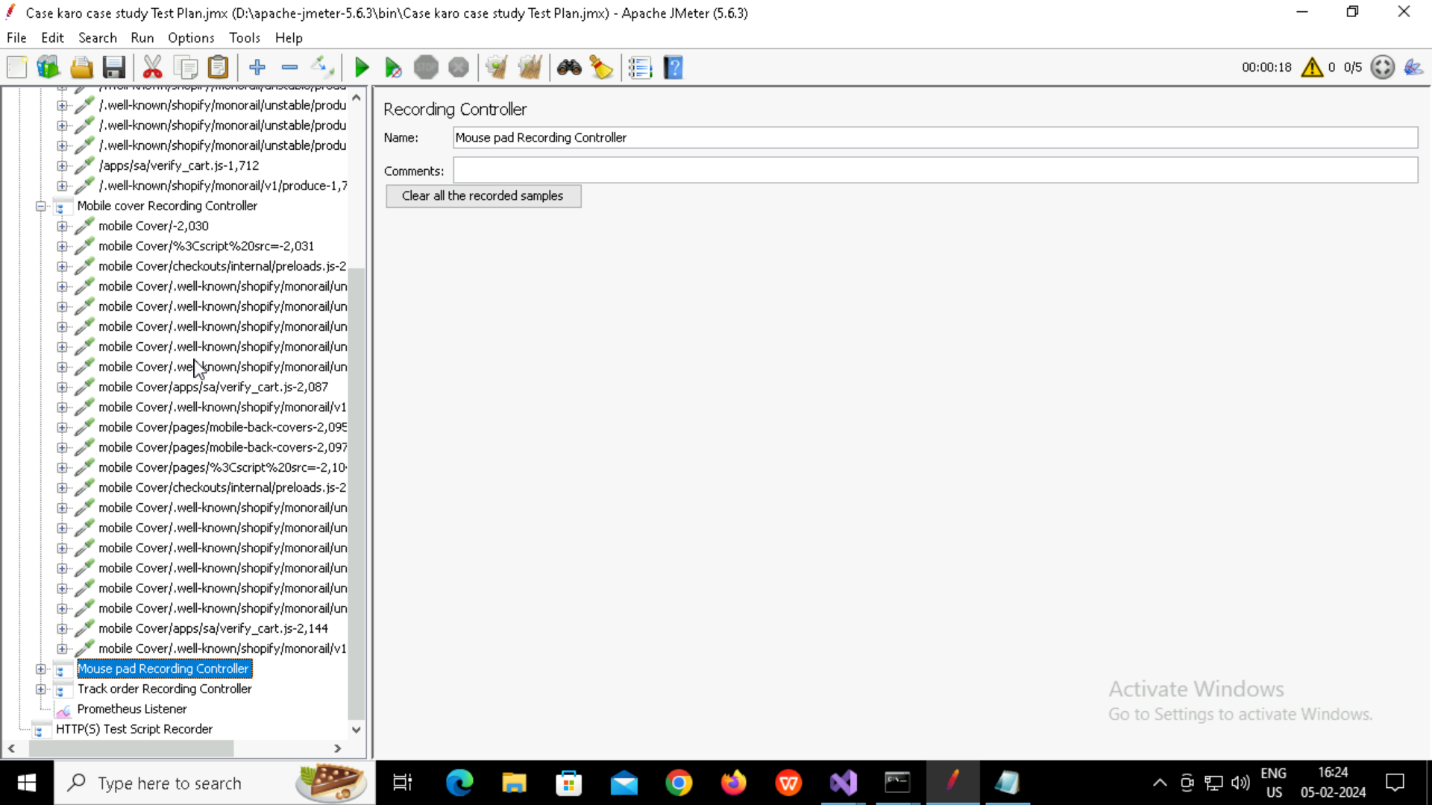 Case karo case study Test Plan.jmx (D:\apache-jmeter-5.6.3\bin\Case karo case study Test Plan.jmx) - Apache JMeter (5.6.3)
File Edit Search Run Options Tools Help
00:00:18 0 0/5
/.well-known/shopify/monorail/unstable/produ
/.well-known/shopify/monorail/unstable/produ
/.well-known/shopify/monorail/unstable/produ
/.well-known/shopify/monorail/unstable/produ
/apps/sa/verify_cart.js-1,712
/.well-known/shopify/monorail/v1/produce-1,7
Mobile cover Recording Controller
mobile Cover/-2,030
mobile Cover/%3Cscript%20src=-2,031
mobile Cover/checkouts/internal/preloads.js-2
mobile Cover/.well-known/shopify/monorail/un
mobile Cover/.well-known/shopify/monorail/un
mobile Cover/.well-known/shopify/monorail/un
mobile Cover/.well-known/shopify/monorail/un
mobile Cover/.well-known/shopify/monorail/un
mobile Cover/apps/sa/verify_cart.js-2,087
mobile Cover/.well-known/shopify/monorail/v1
mobile Cover/pages/mobile-back-covers-2,095
mobile Cover/pages/mobile-back-covers-2,097
mobile Cover/pages/%3Cscript%20src=-2,10
mobile Cover/checkouts/internal/preloads.js-2
mobile Cover/.well-known/shopify/monorail/un
mobile Cover/.well-known/shopify/monorail/un
mobile Cover/.well-known/shopify/monorail/un
mobile Cover/.well-known/shopify/monorail/un
mobile Cover/.well-known/shopify/monorail/un
mobile Cover/.well-known/shopify/monorail/un
mobile Cover/apps/sa/verify_cart.js-2,144
mobile Cover/.well-known/shopify/monorail/v1
Mouse pad Recording Controller
Track order Recording Controller
Prometheus Listener
HTTP(S) Test Script Recorder
Recording Controller
Name: Mouse pad Recording Controller
Comments:
Clear all the recorded samples
Activate Windows
Go to Settings to activate Windows.
Type here to search
ENG
US
16:24
05-02-2024